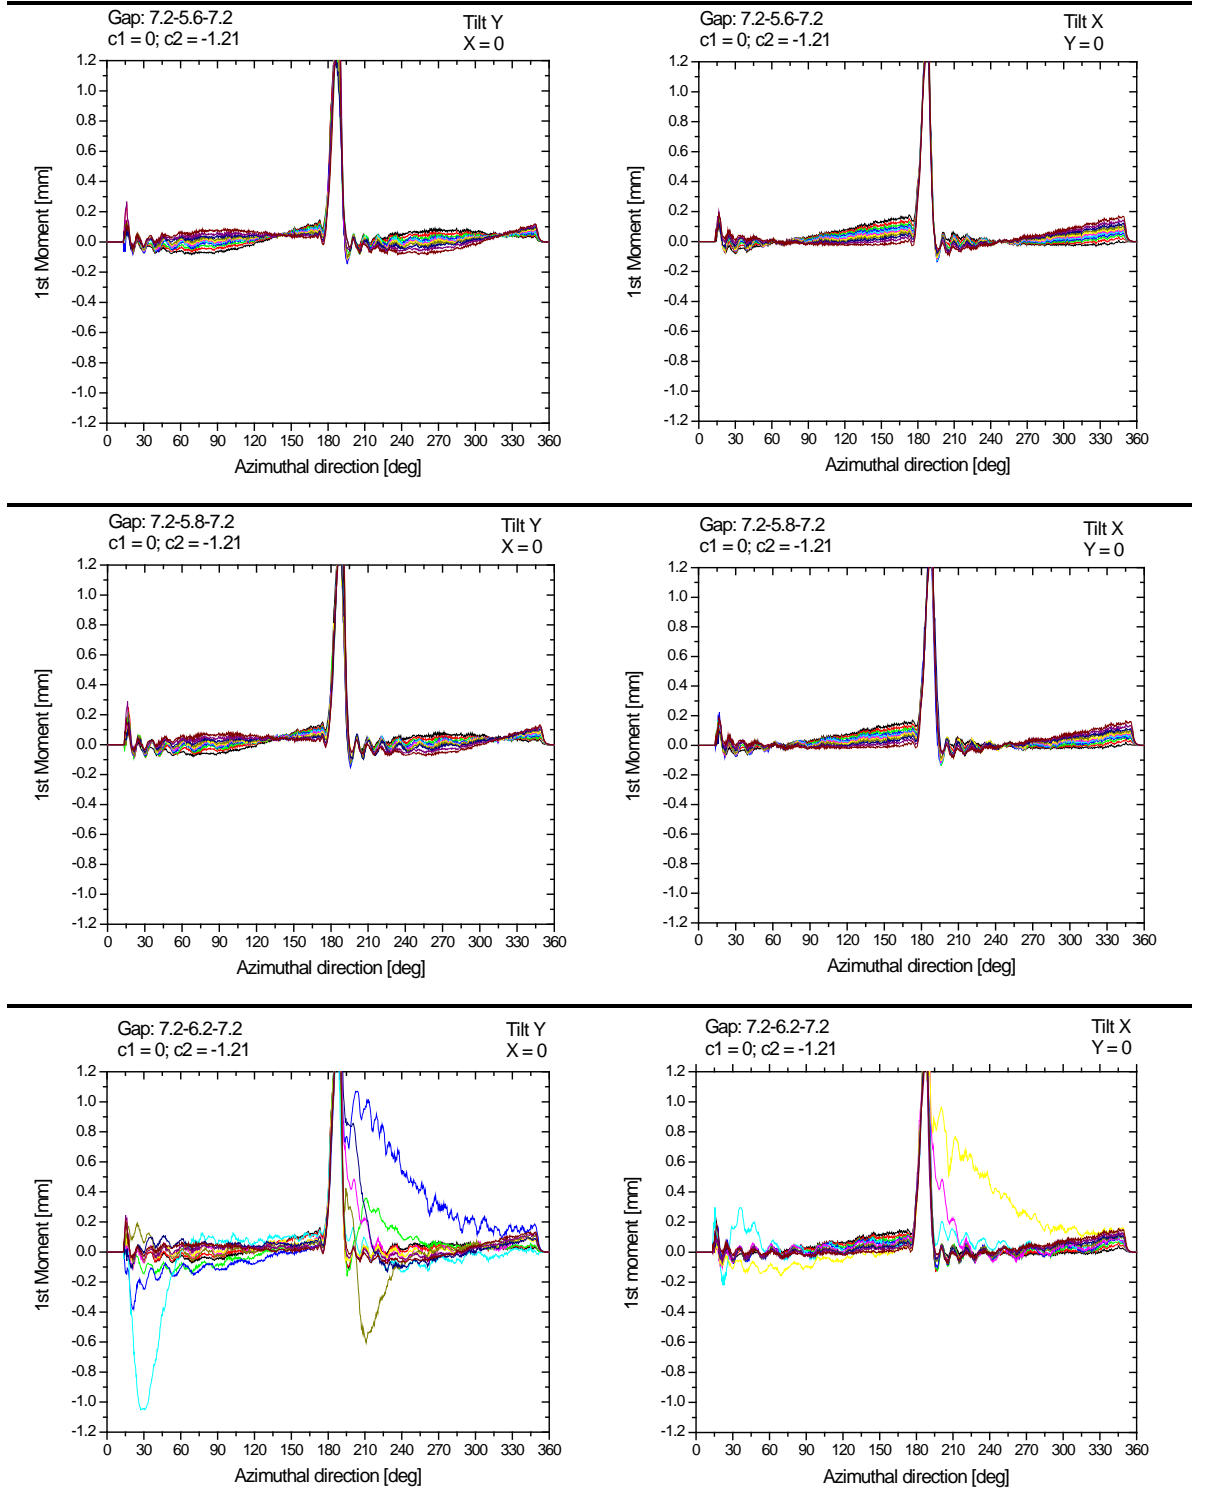 Gap: 7.2-5.6-7.2
c1 = 0; c2 = -1.21
Tilt Y
X = 0
1.2
1.0
0.8
0.6
0.4
0.2
0.0
-0.2
-0.4
-0.6
-0.8
-1.0
-1.2
1st Moment [mm]
0 30 60 90 120 150 180 210 240 270 300 330 360
Azimuthal direction [deg]
Gap: 7.2-5.6-7.2
c1 = 0; c2 = -1.21
Tilt X
Y = 0
1.2
1.0
0.8
0.6
0.4
0.2
0.0
-0.2
-0.4
-0.6
-0.8
-1.0
-1.2
1st Moment [mm]
0 30 60 90 120 150 180 210 240 270 300 330 360
Azimuthal direction [deg]
Gap: 7.2-5.8-7.2
c1 = 0; c2 = -1.21
Tilt Y
X = 0
1.2
1.0
0.8
0.6
0.4
0.2
0.0
-0.2
-0.4
-0.6
-0.8
-1.0
-1.2
1st Moment [mm]
0 30 60 90 120 150 180 210 240 270 300 330 360
Azimuthal direction [deg]
Gap: 7.2-5.8-7.2
c1 = 0; c2 = -1.21
Tilt X
Y = 0
1.2
1.0
0.8
0.6
0.4
0.2
0.0
-0.2
-0.4
-0.6
-0.8
-1.0
-1.2
1st Moment [mm]
0 30 60 90 120 150 180 210 240 270 300 330 360
Azimuthal direction [deg]
Gap: 7.2-6.2-7.2
c1 = 0; c2 = -1.21
Tilt Y
X = 0
1.2
1.0
0.8
0.6
0.4
0.2
0.0
-0.2
-0.4
-0.6
-0.8
-1.0
-1.2
1st Moment [mm]
0 30 60 90 120 150 180 210 240 270 300 330 360
Azimuthal direction [deg]
Gap: 7.2-6.2-7.2
c1 = 0; c2 = -1.21
Tilt X
Y = 0
1.2
1.0
0.8
0.6
0.4
0.2
0.0
-0.2
-0.4
-0.6
-0.8
-1.0
-1.2
1st moment [mm]
0 30 60 90 120 150 180 210 240 270 300 330 360
Azimuthal direction [deg]